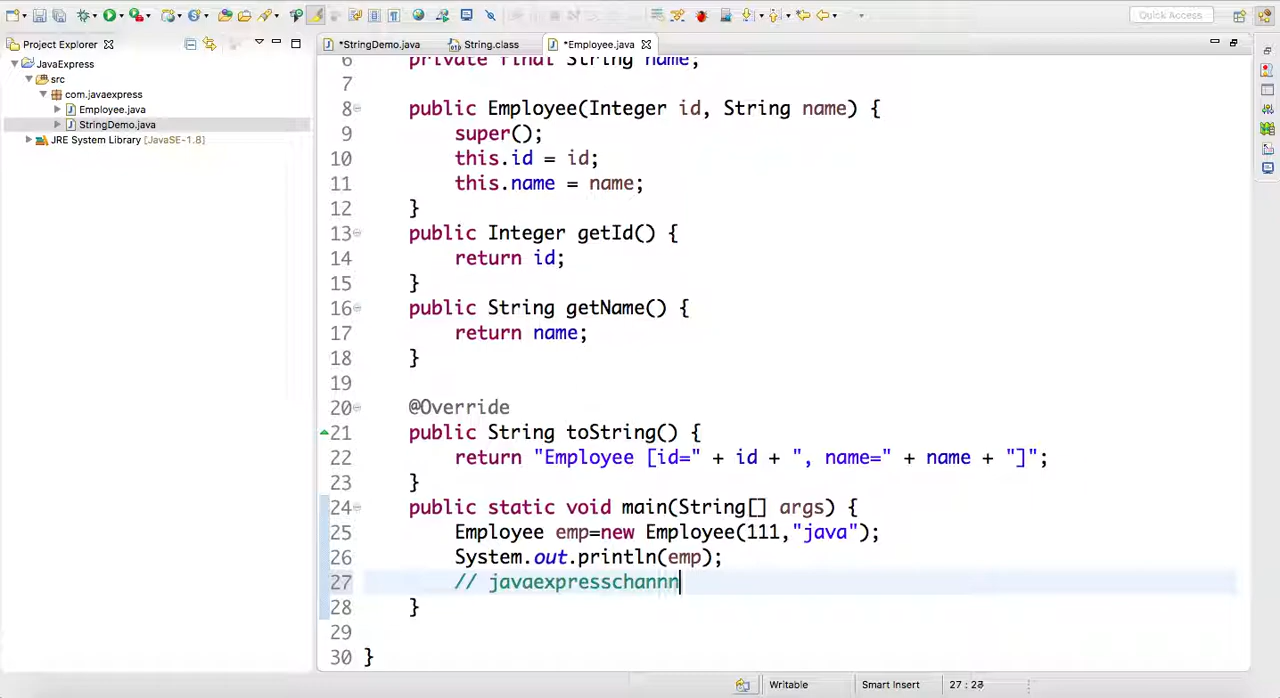 Quick Access
Project Explorer
*StringDemo.java
String.class
*Employee.java
JavaExpress
src
com.javaexpress
Employee.java
StringDemo.java
JRE System Library [JavaSE-1.8]
6 private final String name;
7
8 public Employee(Integer id, String name) {
9 super();
10 this.id = id;
11 this.name = name;
12 }
13 public Integer getId() {
14 return id;
15 }
16 public String getName() {
17 return name;
18 }
19
20 @Override
21 public String toString() {
22 return "Employee [id=" + id + ", name=" + name + "]";
23 }
24 public static void main(String[] args) {
25 Employee emp=new Employee(111,"java");
26 System.out.println(emp);
27 // javaexpresschannn
28 }
29
30 }
Writable
Smart Insert